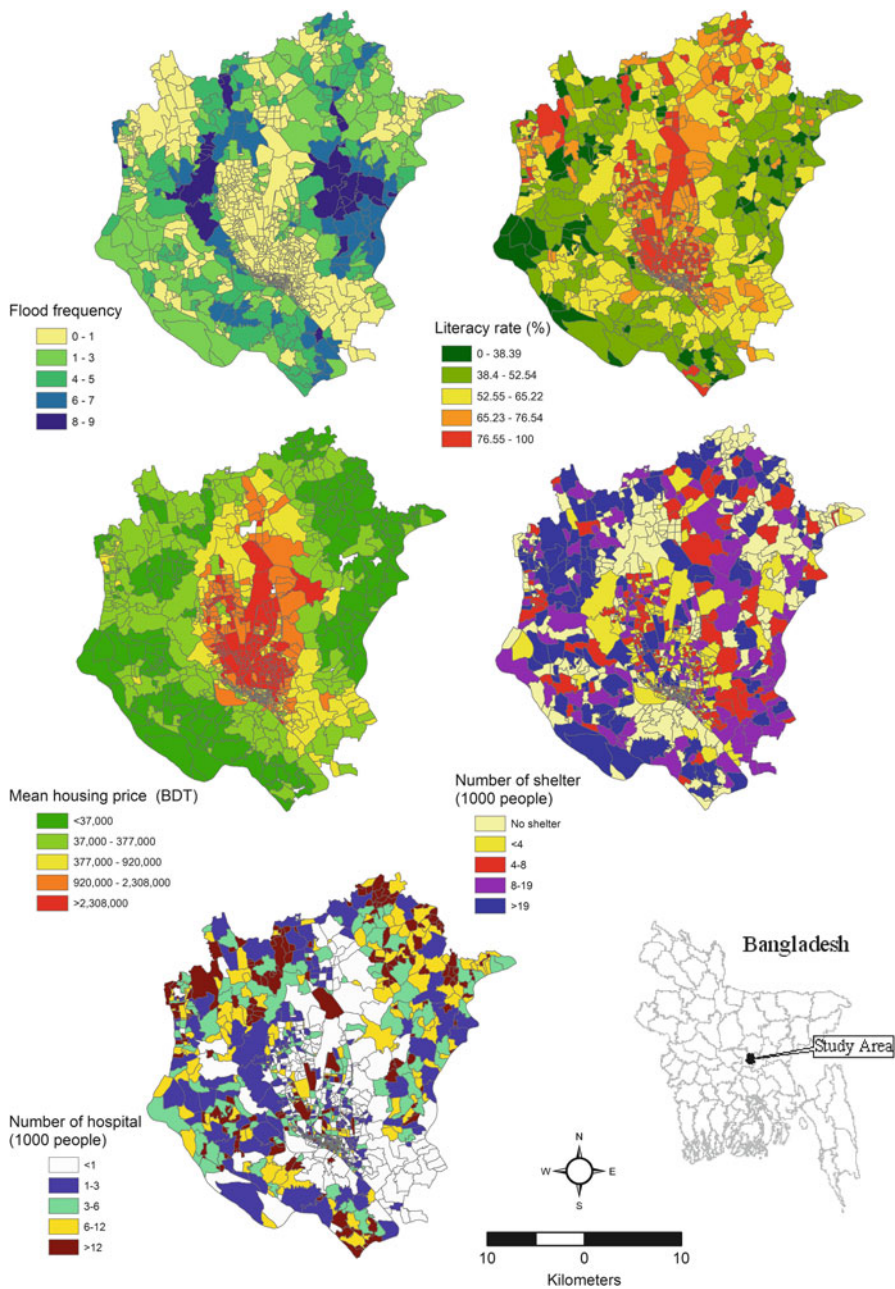 Flood frequency
0 - 1
1 - 3
4 - 5
6 - 7
8 - 9
Literacy rate (%)
0 - 38.39
38.4 - 52.54
52.55 - 65.22
65.23 - 76.54
76.55 - 100
Mean housing price (BDT)
<37,000
37,000 - 377,000
377,000 - 920,000
920,000 - 2,308,000
>2,308,000
Number of shelter
(1000 people)
No shelter
<4
4-8
8-19
>19
Number of hospital
(1000 people)
<1
1-3
3-6
6-12
>12
Bangladesh
Study Area
N
W
E
S
10
0
10
Kilometers